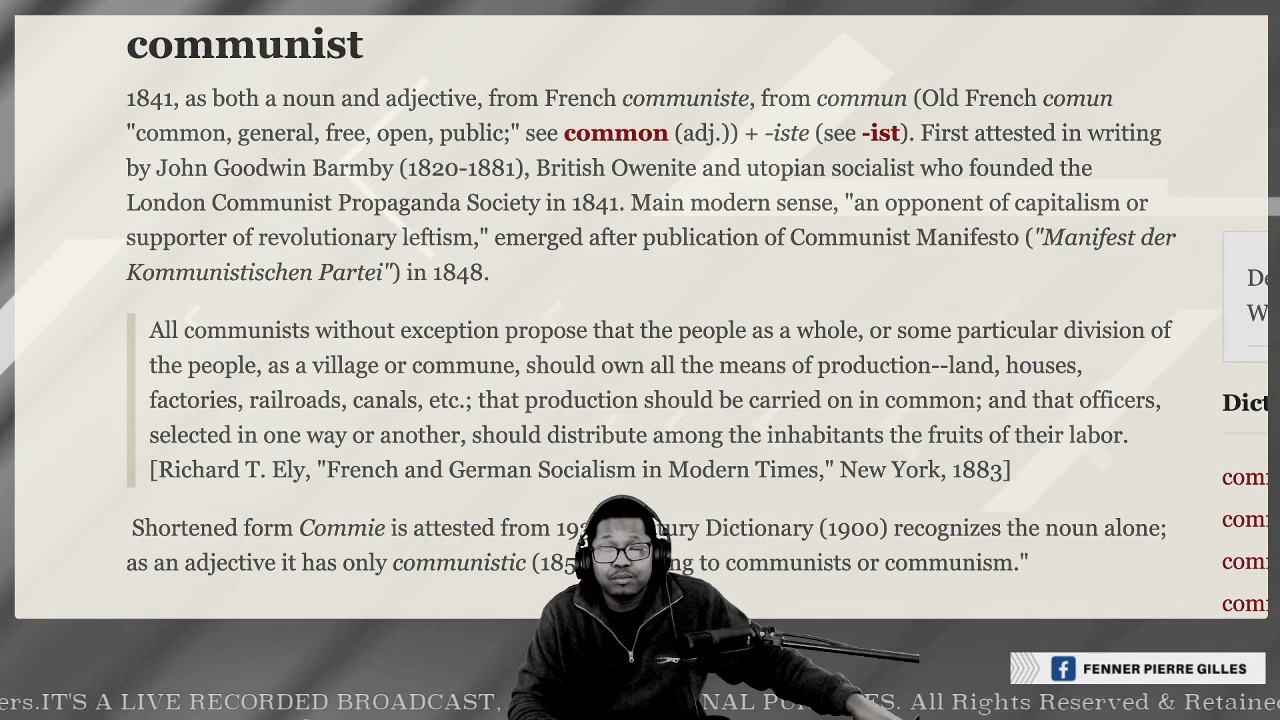 communist
1841, as both a noun and adjective, from French communiste, from commun (Old French comun
"common, general, free, open, public;" see common (adj.)) + -iste (see -ist). First attested in writing
by John Goodwin Barmby (1820-1881), British Owenite and utopian socialist who founded the
London Communist Propaganda Society in 1841. Main modern sense, "an opponent of capitalism or
supporter of revolutionary leftism," emerged after publication of Communist Manifesto ("Manifest der
Kommunistischen Partei") in 1848.
All communists without exception propose that the people as a whole, or some particular division of
the people, as a village or commune, should own all the means of production--land, houses,
factories, railroads, canals, etc.; that production should be carried on in common; and that officers,
selected in one way or another, should distribute among the inhabitants the fruits of their labor.
[Richard T. Ely, "French and German Socialism in Modern Times," New York, 1883]
Shortened form Commie is attested from Dictionary (1900) recognizes the noun alone;
as an adjective it has only communistic to communists or communism."
De
W
Dict
com
com
com
com
FENNER PIERRE GILLES
ers.IT'S A LIVE RECORDED BROADCAST, All Rights Reserved & Retaine